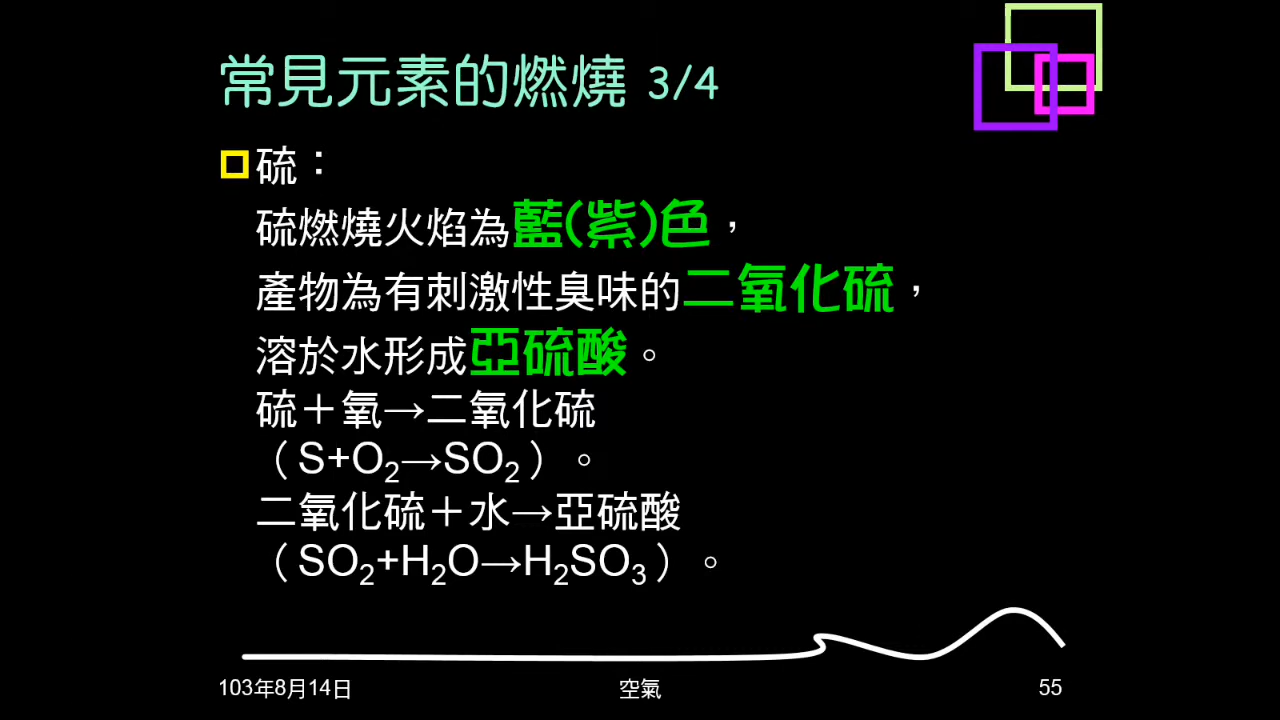 常見元素的燃燒 3/4
硫：
硫燃燒火焰為藍(紫)色，
產物為有刺激性臭味的二氧化硫，
溶於水形成亞硫酸。
硫＋氧→二氧化硫
（S+O₂→SO₂）。
二氧化硫＋水→亞硫酸
（SO₂+H₂O→H₂SO₃）。
103年8月14日 空氣 55